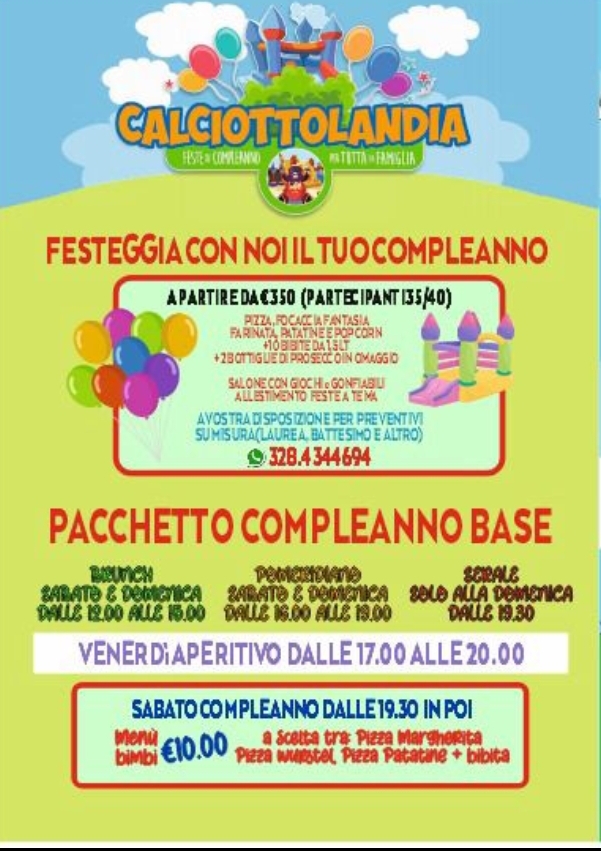 CALCIOTTOLANDIA
FESTE DI COMPLEANNO PER TUTTA LA FAMIGLIA
FESTEGGIA CON NOI IL TUO COMPLEANNO
A PARTIRE DA €350 (PARTECIPANTI 35/40)
PIZZA, FOCACCIA FANTASIA
FARINATA, PATATINE E POP CORN
+10 BIBITE DA 1,5 LT
+2 BOTTIGLIE DI PROSECCO IN OMAGGIO
SALONE CON GIOCHI e GONFIABILI
ALLESTIMENTO FESTE A TEMA
A VOSTRA DISPOSIZIONE PER PREVENTIVI
SU MISURA(LAUREA, BATTESIMO E ALTRO)
328.4344694
PACCHETTO COMPLEANNO BASE
BRUNCH
SABATO E DOMENICA
DALLE 12.00 ALLE 15.00
POMERIDIANO
SABATO E DOMENICA
DALLE 16.00 ALLE 19.00
SERALE
SOLO ALLA DOMENICA
DALLE 19.30
VENERDì APERITIVO DALLE 17.00 ALLE 20.00
SABATO COMPLEANNO DALLE 19.30 IN POI
Menù bimbi €10.00
a scelta tra: Pizza Margherita
Pizza wurstel, Pizza Patatine + bibita